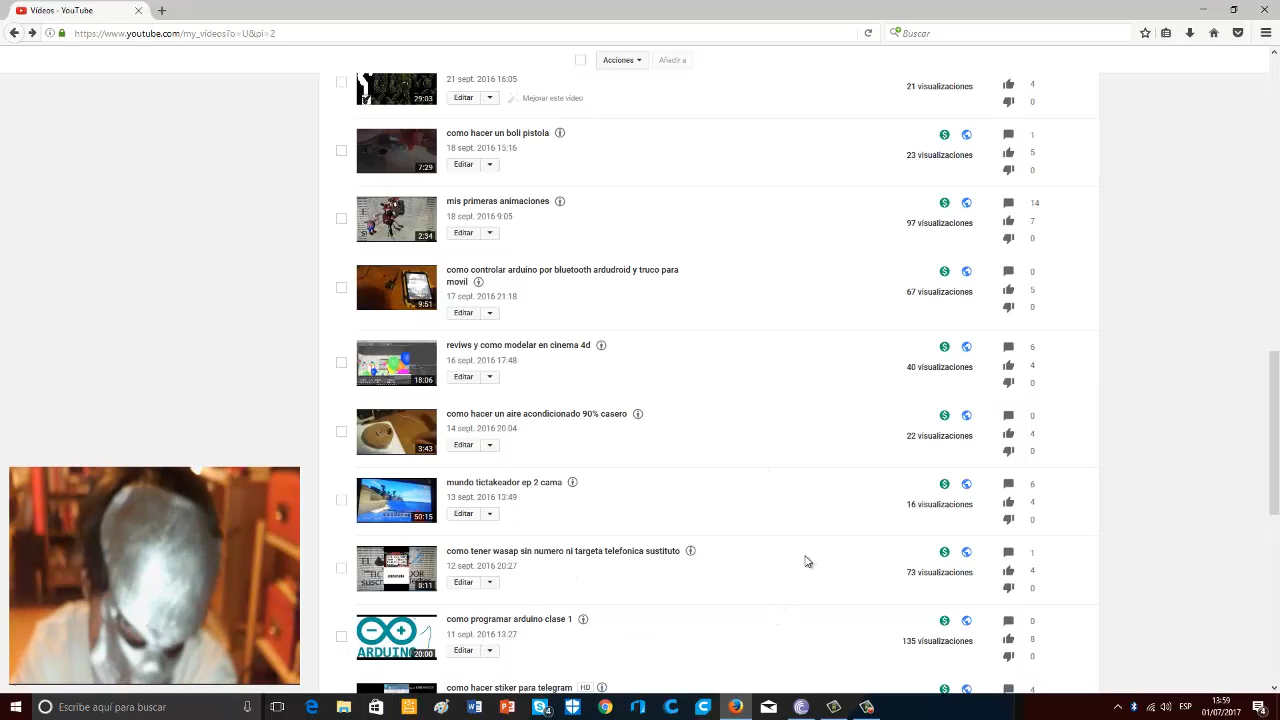 Vídeos - YouTube
https://www.youtube.com/my_videos?o=U&pi=2
Buscar
Acciones
Añadir a
21 sept. 2016 16:05
21 visualizaciones
4
29:03
Editar
Mejorar este vídeo
0
como hacer un boli pistola
1
18 sept. 2016 15:16
23 visualizaciones
5
7:29
Editar
0
mis primeras animaciones
14
18 sept. 2016 9:05
97 visualizaciones
7
2:34
Editar
0
como controlar arduino por bluetooth ardudroid y truco para
movil
0
17 sept. 2016 21:18
67 visualizaciones
5
9:51
Editar
0
reviws y como modelar en cinema 4d
6
16 sept. 2016 17:48
40 visualizaciones
4
18:06
Editar
0
como hacer un aire acondicionado 90% casero
0
14 sept. 2016 20:04
22 visualizaciones
4
3:43
Editar
0
mundo tictakeador ep 2 cama
6
13 sept. 2016 13:49
16 visualizaciones
4
50:15
Editar
0
como tener wasap sin numero ni targeta telefonica sustituto
1
12 sept. 2016 20:27
73 visualizaciones
4
8:11
Editar
0
como programar arduino clase 1
0
11 sept. 2016 13:27
135 visualizaciones
8
ARDUINO
20:00
Editar
0
como hacer stiker para telegram
HD
4
Escribe aquí para buscar
ESP
13:59
01/07/2017